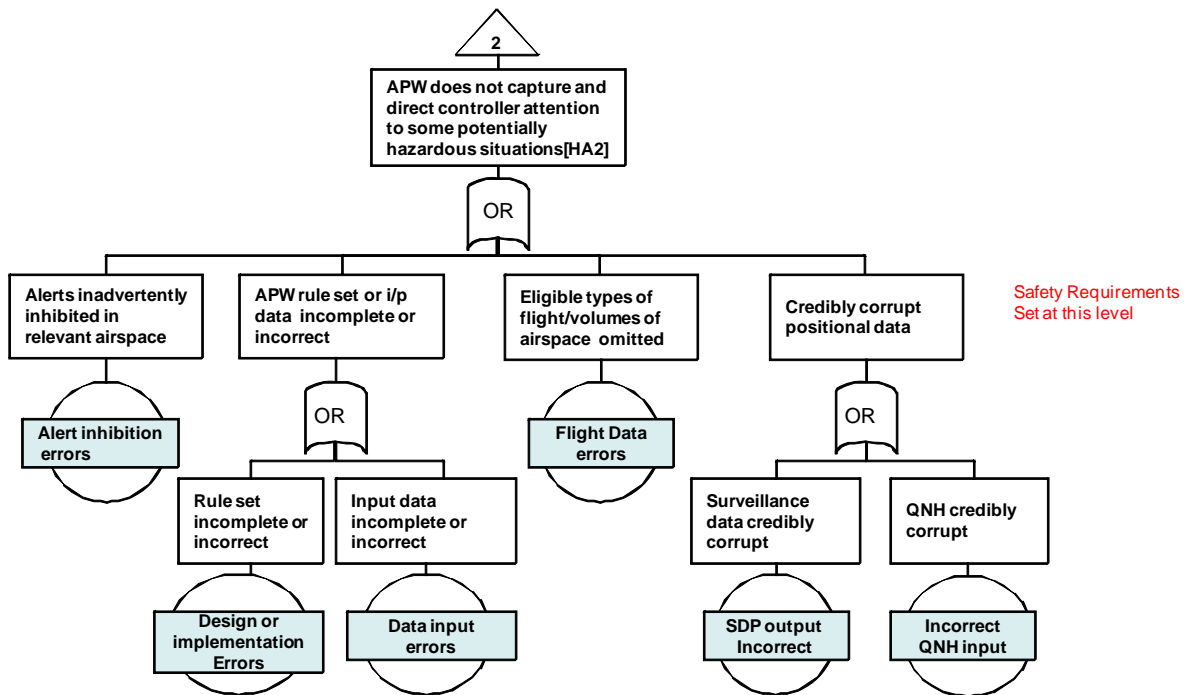 2
APW does not capture and
direct controller attention
to some potentially
hazardous situations[HA2]
OR
Alerts inadvertently
inhibited in
relevant airspace
APW rule set or i/p
data incomplete or
incorrect
Eligible types of
flight/volumes of
airspace omitted
Credibly corrupt
positional data
Safety Requirements
Set at this level
Alert inhibition
errors
OR
Flight Data
errors
OR
Rule set
incomplete or
incorrect
Input data
incomplete or
incorrect
Surveillance
data credibly
corrupt
QNH credibly
corrupt
Design or
implementation
Errors
Data input
errors
SDP output
Incorrect
Incorrect
QNH input